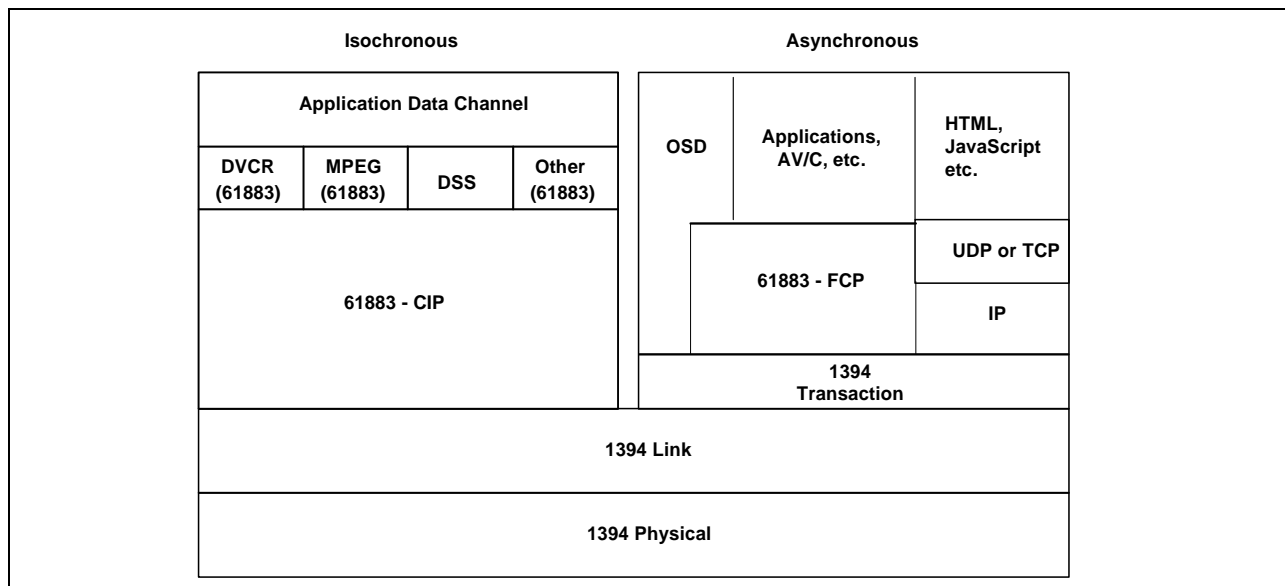 Isochronous
Asynchronous
Application Data Channel
DVCR
(61883)
MPEG
(61883)
DSS
Other
(61883)
61883 - CIP
OSD
Applications,
AV/C, etc.
HTML,
JavaScript
etc.
UDP or TCP
61883 - FCP
IP
1394
Transaction
1394 Link
1394 Physical